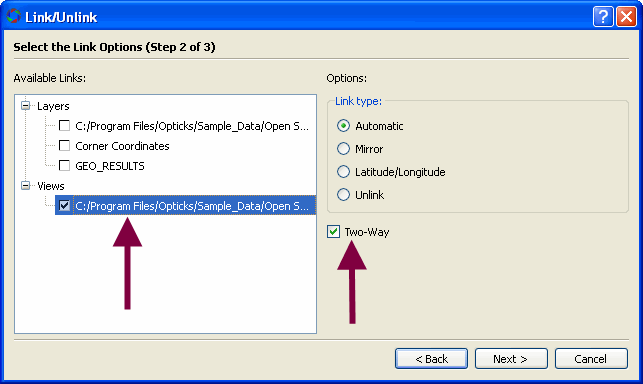 Link/Unlink
Select the Link Options (Step 2 of 3)
Available Links:
Layers
C:/Program Files/Opticks/Sample_Data/Open S...
Corner Coordinates
GEO_RESULTS
Views
C:/Program Files/Opticks/Sample_Data/Open S...
Options:
Link type:
Automatic
Mirror
Latitude/Longitude
Unlink
Two-Way
< Back
Next >
Cancel